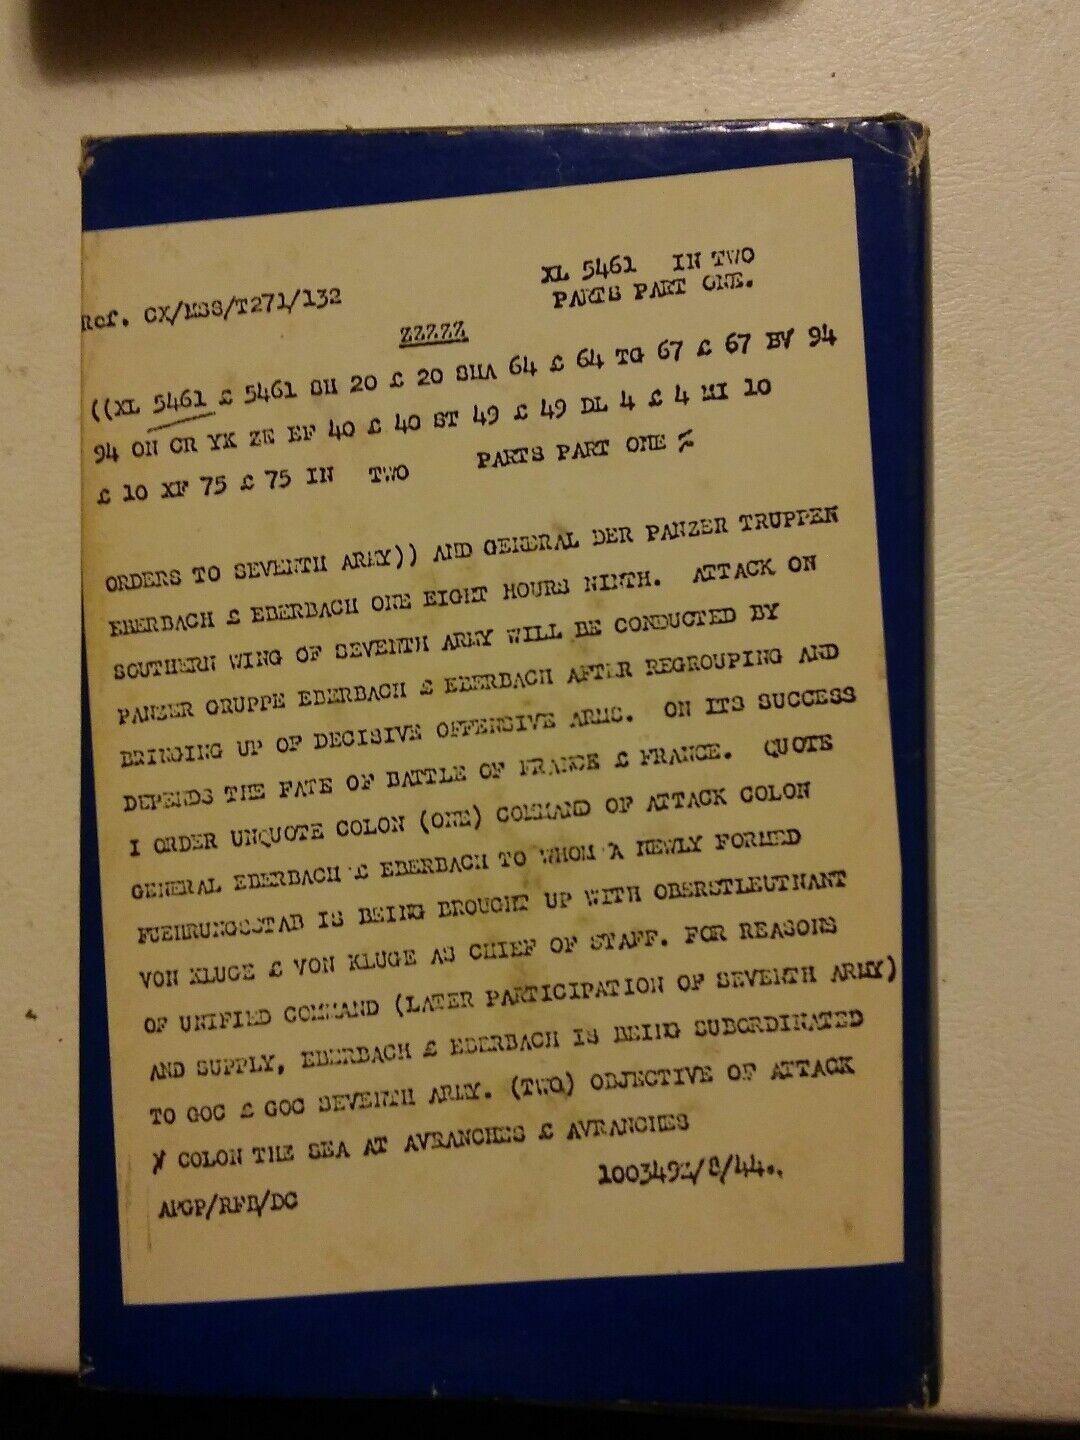 XL 5461 IN TWO
Ref. CX/MSS/T271/132 PARTS PART ONE.
ZZZZZ
((XL 5461 £ 5461 SH 20 £ 20 SHA 64 £ 64 TG 67 £ 67 BV 94
94 ON CR YK ZE EF 40 £ 40 ST 49 £ 49 DL 4 £ 4 MI 10
£ 10 XF 75 £ 75 IN TWO PARTS PART ONE
ORDERS TO SEVENTH ARMY)) AND GENERAL DER PANZER TRUPPEN
EBERBACH £ EBERBACH ONE EIGHT HOURS NINTH. ATTACK ON
SOUTHERN WING OF SEVENTH ARMY WILL BE CONDUCTED BY
PANZER GRUPPE EBERBACH £ EBERBACH AFTER REGROUPING AND
BRINGING UP OF DECISIVE OFFENSIVE ARMS. ON ITS SUCCESS
DEPENDS THE FATE OF BATTLE OF FRANCE £ FRANCE. QUOTE
I ORDER UNQUOTE COLON (ONE) COMMAND OF ATTACK COLON
GENERAL EBERBACH £ EBERBACH TO WHOM A NEWLY FORMED
FUEHRUNGSSTAB IS BEING BROUGHT UP WITH OBERSTLEUTNANT
VON KLUGE £ VON KLUGE AS CHIEF OF STAFF. FOR REASONS
OF UNIFIED COMMAND (LATER PARTICIPATION OF SEVENTH ARMY)
AND SUPPLY, EBERBACH £ EBERBACH IS BEING SUBORDINATED
TO GOC £ GOC SEVENTH ARMY. (TWO) OBJECTIVE OF ATTACK
COLON THE SEA AT AVRANCHES £ AVRANCHES
APGP/RFB/DC 100349Z/8/44..